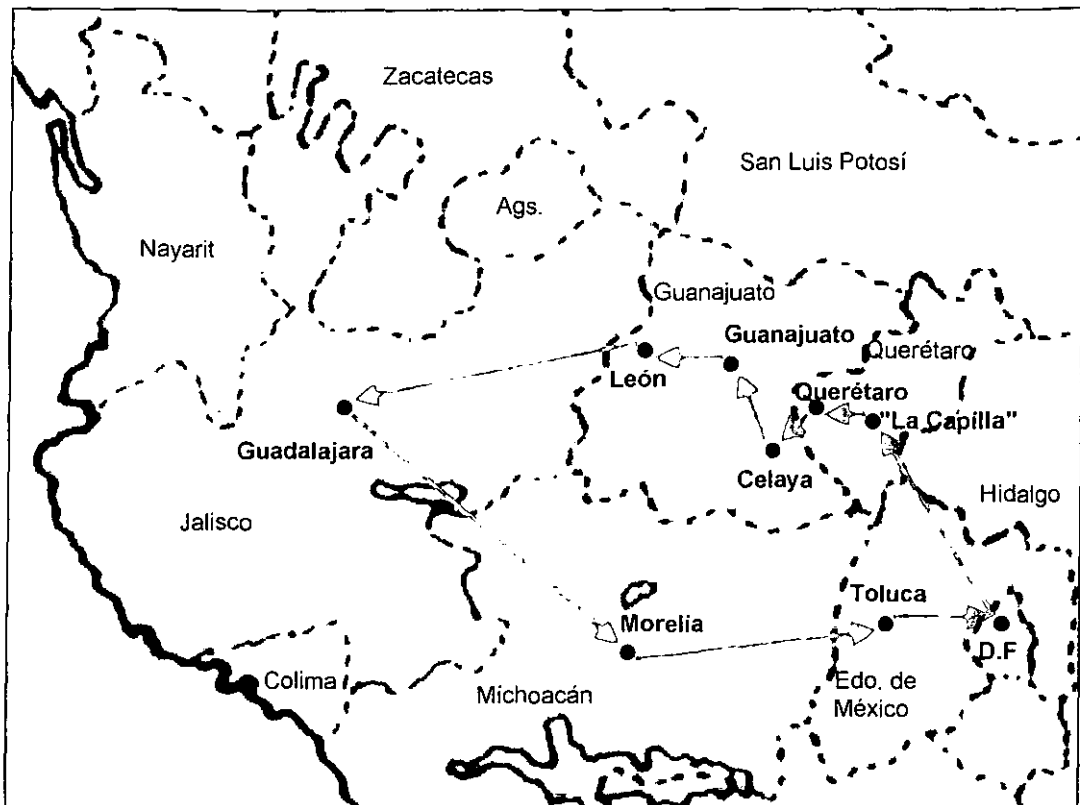 Zacatecas
San Luis Potosí
Ags.
Nayarit
Guanajuato
Guanajuato
Querétaro
León
Querétaro
"La Capilla"
Guadalajara
Celaya
Hidalgo
Jalisco
Toluca
Morelia
D.F
Colima
Michoacán
Edo. de
México